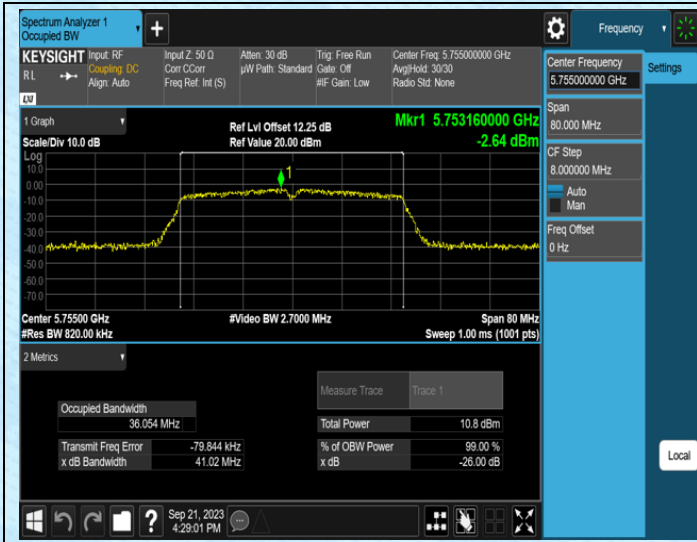 Spectrum Analyzer 1
Occupied BW
Frequency
KEYSIGHT Input: RF
RL
Coupling: DC
Align: Auto
Input Z: 50 Ω
Corr CCorr
Freq Ref: Int (S)
Atten: 30 dB
µW Path: Standard
Trig: Free Run
Gate: Off
#IF Gain: Low
Center Freq: 5.755000000 GHz
Avg|Hold: 30/30
Radio Std: None
LXI
1 Graph
Scale/Div 10.0 dB
Ref Lvl Offset 12.25 dB
Ref Value 20.00 dBm
Mkr1 5.753160000 GHz
-2.64 dBm
Log
10.0
0.00
-10.0
-20.0
-30.0
-40.0
-50.0
-60.0
-70.0
1
Center 5.75500 GHz
#Res BW 820.00 kHz
#Video BW 2.7000 MHz
Span 80 MHz
Sweep 1.00 ms (1001 pts)
2 Metrics
Measure Trace Trace 1
Occupied Bandwidth
36.054 MHz
Total Power 10.8 dBm
Transmit Freq Error -79.844 kHz
% of OBW Power 99.00 %
x dB Bandwidth 41.02 MHz
x dB -26.00 dB
Center Frequency
5.755000000 GHz
Settings
Span
80.000 MHz
CF Step
8.000000 MHz
Auto
Man
Freq Offset
0 Hz
Local
Sep 21, 2023
4:29:01 PM